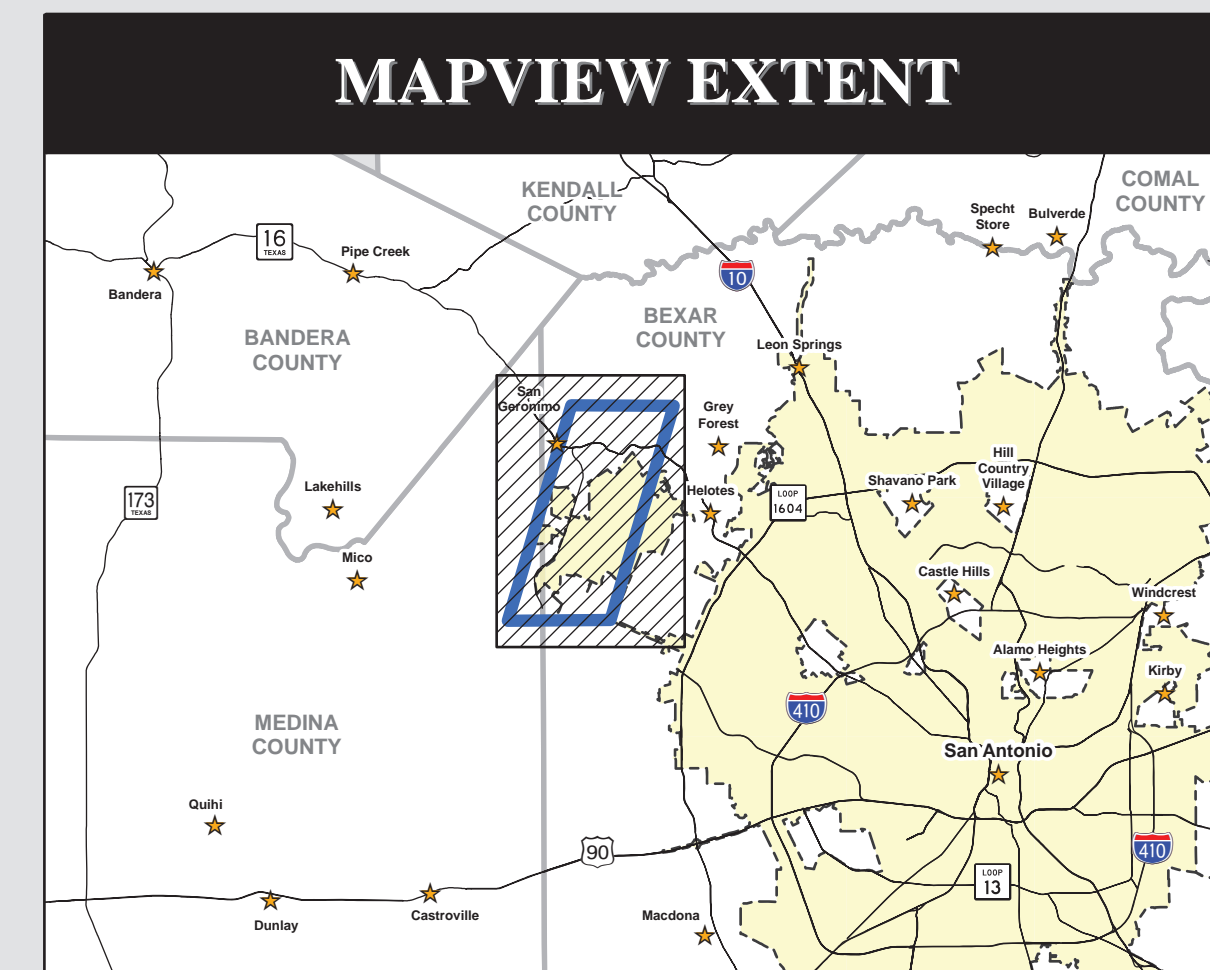 MAPVIEW EXTENT
KENDALL
COUNTY
COMAL
COUNTY
Specht
Store
Bulverde
16
TEXAS
Pipe Creek
Bandera
10
BEXAR
COUNTY
BANDERA
COUNTY
Leon Springs
San
Geronimo
Grey
Forest
Hill
Country
Village
Shavano Park
Helotes
LOOP
1604
173
TEXAS
Lakehills
Mico
Castle Hills
Windcrest
Alamo Heights
Kirby
410
MEDINA
COUNTY
San Antonio
Quihi
90
410
LOOP
13
Dunlay
Castroville
Macdona